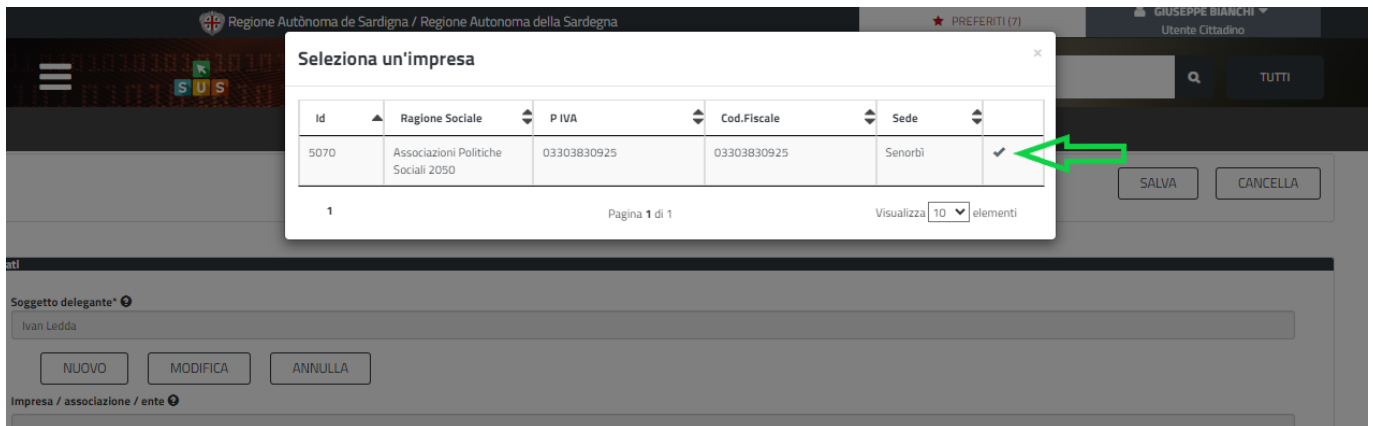 Regione Autònoma de Sardigna / Regione Autonoma della Sardegna
PREFERITI (7)
GIUSEPPE BIANCHI
Utente Cittadino
Seleziona un'impresa
×
SUS
TUTTI
Id Ragione Sociale P IVA Cod.Fiscale Sede
5070 Associazioni Politiche 03303830925 03303830925 Senorbì
Sociali 2050
SALVA CANCELLA
1 Pagina 1 di 1 Visualizza 10 elementi
ati
Soggetto delegante*
Ivan Ledda
NUOVO MODIFICA ANNULLA
Impresa / associazione / ente